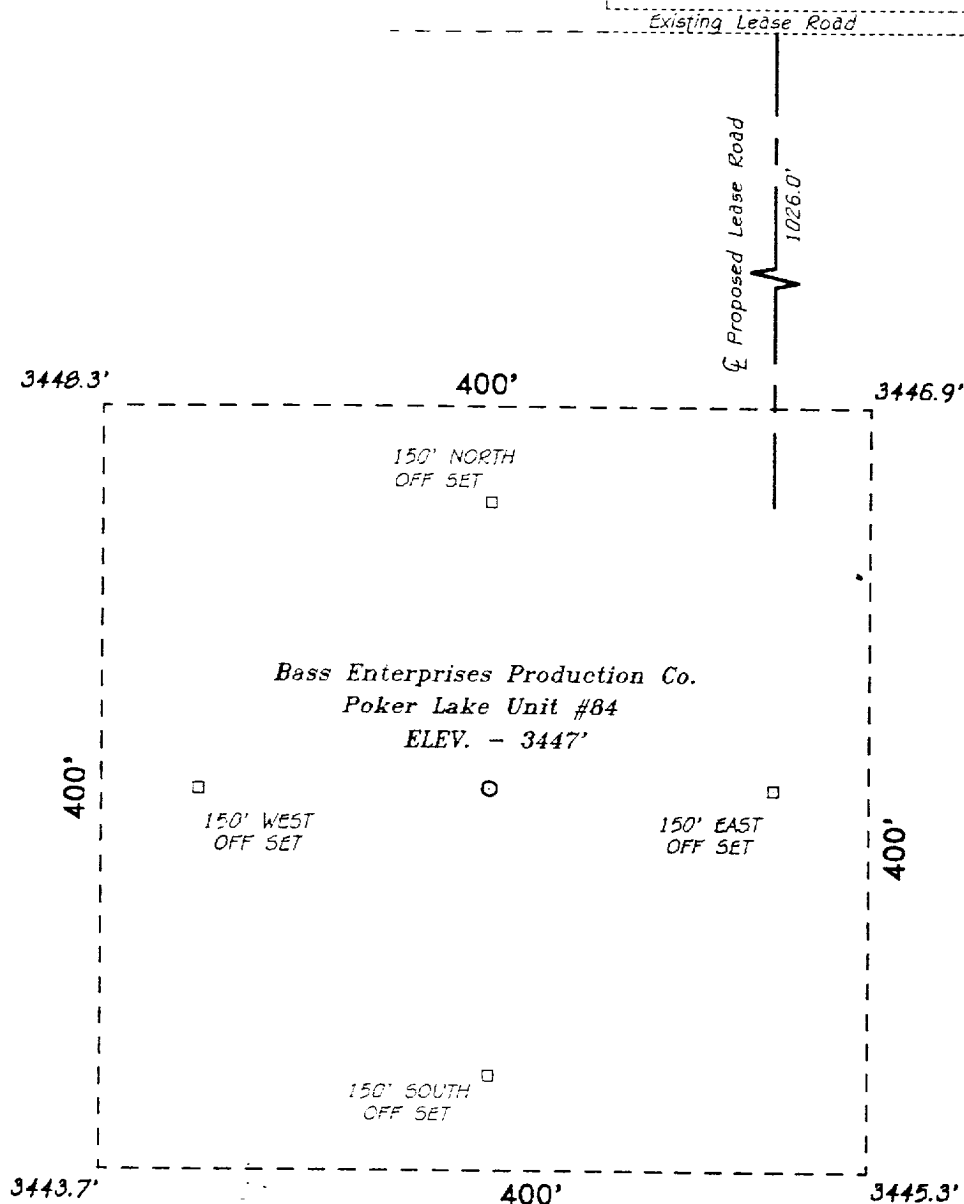 Existing Lease Road
℄ Proposed Lease Road
1026.0'
3448.3'
400'
3446.9'
150' NORTH
OFF SET
Bass Enterprises Production Co.
Poker Lake Unit #84
ELEV. - 3447'
400'
150' WEST
OFF SET
150' EAST
OFF SET
400'
150' SOUTH
OFF SET
3443.7'
400'
3445.3'